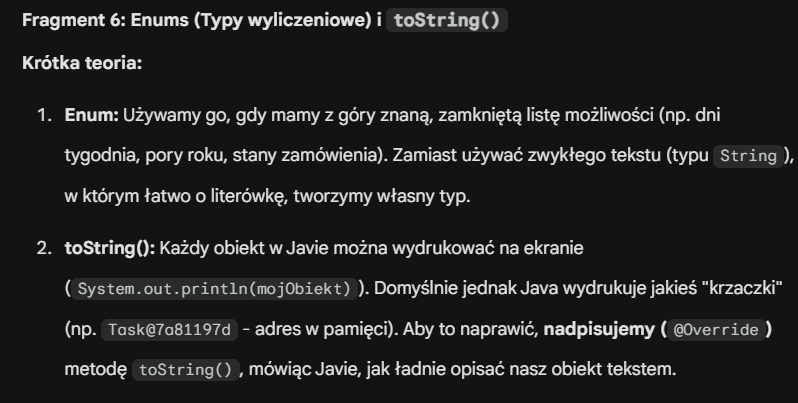 Fragment 6: Enums (Typy wyliczeniowe) i toString()
Krótka teoria:
1. Enum: Używamy go, gdy mamy z góry znaną, zamkniętą listę możliwości (np. dni
tygodnia, pory roku, stany zamówienia). Zamiast używać zwykłego tekstu (typu String),
w którym łatwo o literówkę, tworzymy własny typ.
2. toString(): Każdy obiekt w Javie można wydrukować na ekranie
(System.out.println(mojObiekt)). Domyślnie jednak Java wydrukuje jakieś "krzaczki"
(np. Task@7a81197d - adres w pamięci). Aby to naprawić, nadpisujemy (@Override)
metodę toString(), mówiąc Javie, jak ładnie opisać nasz obiekt tekstem.